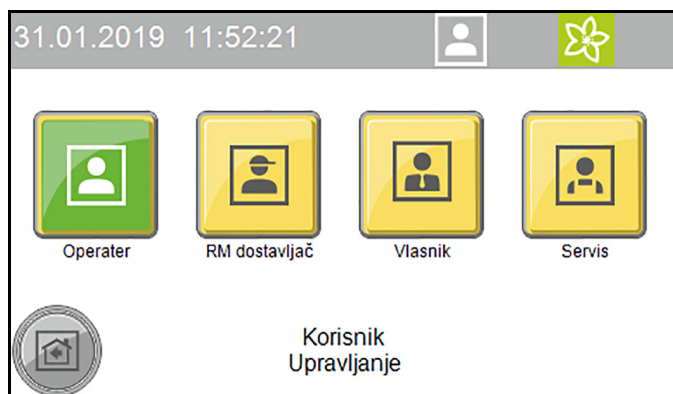 31.01.2019 11:52:21
Operater
RM dostavljač
Vlasnik
Servis
Korisnik
Upravljanje